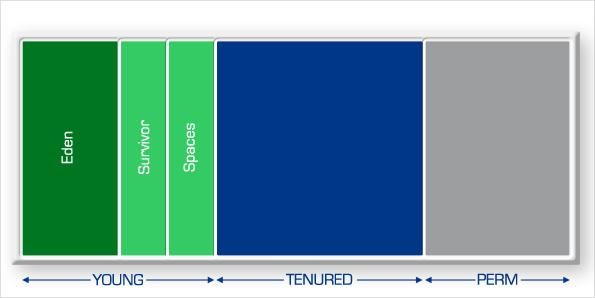 Eden
Survivor
Spaces
YOUNG
TENURED
PERM